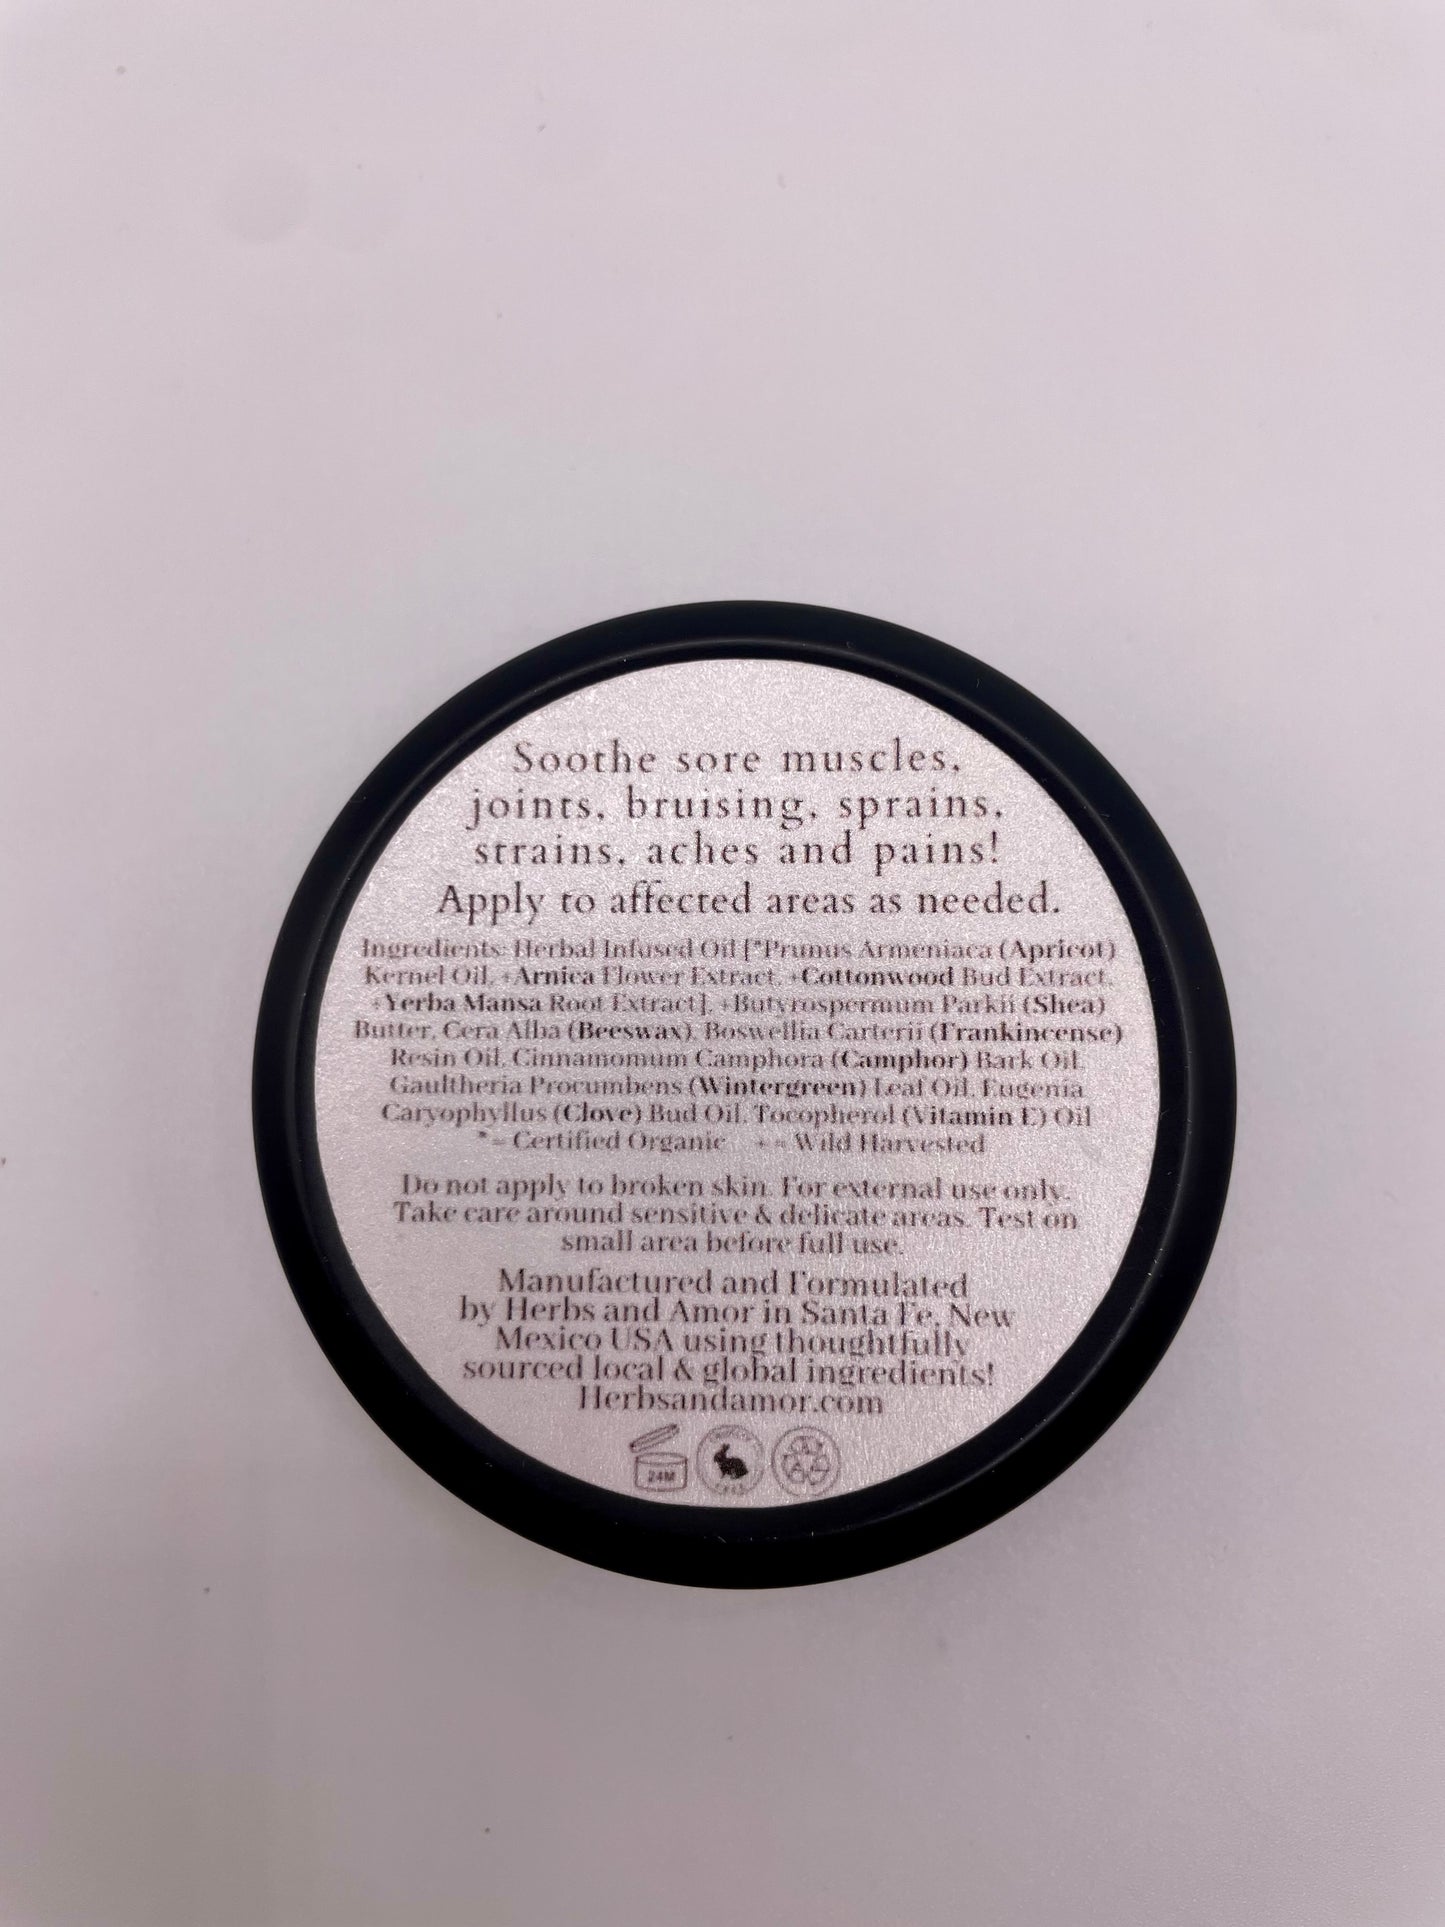 Soothe sore muscles,
joints, bruising, sprains,
strains, aches and pains!
Apply to affected areas as needed.
Ingredients: Herbal Infused Oil [*Prunus Armeniaca (Apricot)
Kernel Oil, +Arnica Flower Extract, +Cottonwood Bud Extract,
+Yerba Mansa Root Extract], +Butyrospermum Parkii (Shea)
Butter, Cera Alba (Beeswax), Boswellia Carterii (Frankincense)
Resin Oil, Cinnamomum Camphora (Camphor) Bark Oil,
Gaultheria Procumbens (Wintergreen) Leaf Oil, Eugenia
Caryophyllus (Clove) Bud Oil, Tocopherol (Vitamin E) Oil
*= Certified Organic += Wild Harvested
Do not apply to broken skin. For external use only.
Take care around sensitive & delicate areas. Test on
small area before full use.
Manufactured and Formulated
by Herbs and Amor in Santa Fe, New
Mexico USA using thoughtfully
sourced local & global ingredients!
Herbsandamor.com
24M